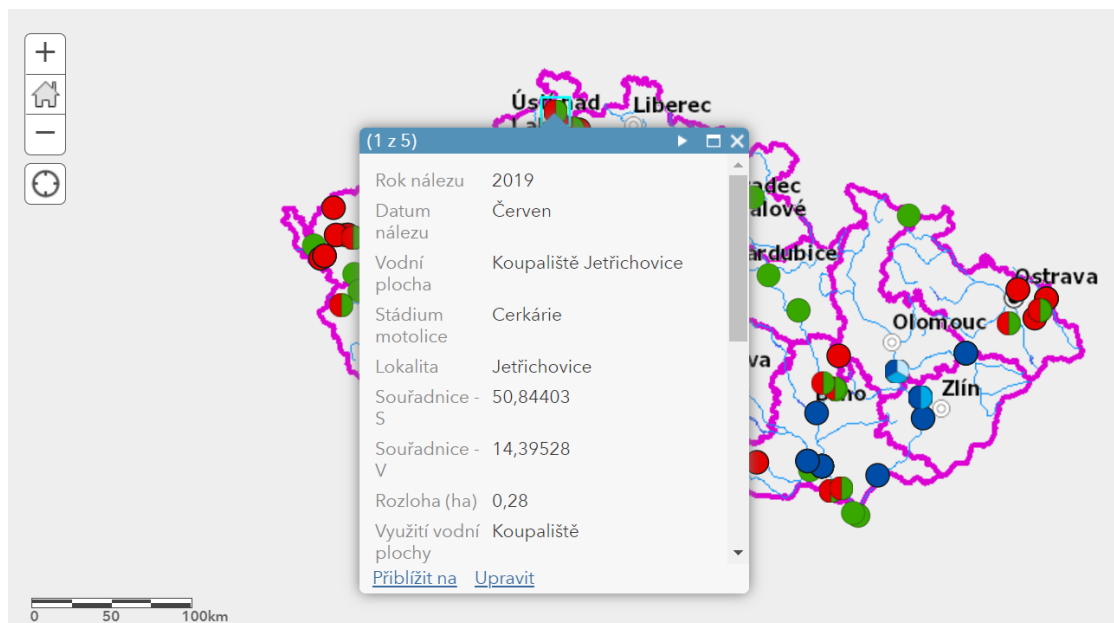 +
−
Liberec
(1 z 5)
Rok nálezu 2019
Datum nálezu Červen
Vodní plocha Koupaliště Jetřichovice
Stádium motolice Cerkárie
Lokalita Jetřichovice
Souřadnice - S 50,84403
Souřadnice - V 14,39528
Rozloha (ha) 0,28
Využití vodní plochy Koupaliště
Přiblížit na Upravit
Ostrava
Olomouc
Zlín
0 50 100km